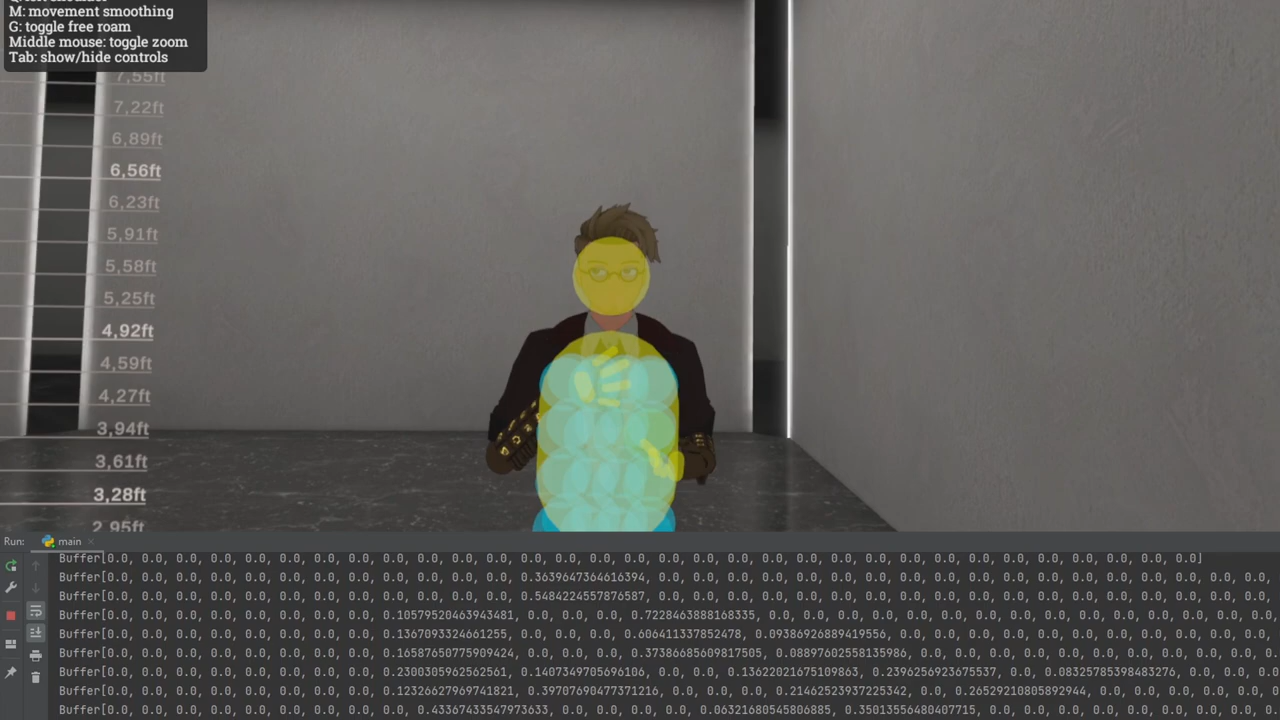 M: movement smoothing
G: toggle free roam
Middle mouse: toggle zoom
Tab: show/hide controls
7,55ft
7,22ft
6,89ft
6,56ft
6,23ft
5,91ft
5,58ft
5,25ft
4,92ft
4,59ft
4,27ft
3,94ft
3,61ft
3,28ft
2,95ft
Run: main ×
Buffer[0.0, 0.0, 0.0, 0.0, 0.0, 0.0, 0.0, 0.0, 0.0, 0.0, 0.0, 0.0, 0.0, 0.0, 0.0, 0.0, 0.0, 0.0, 0.0, 0.0, 0.0, 0.0, 0.0, 0.0, 0.0, 0.0, 0.0, 0.0, 0.0, 0.0, 0.0, 0.0]
Buffer[0.0, 0.0, 0.0, 0.0, 0.0, 0.0, 0.0, 0.0, 0.0, 0.0, 0.0, 0.0, 0.3639647364616394, 0.0, 0.0, 0.0, 0.0, 0.0, 0.0, 0.0, 0.0, 0.0, 0.0, 0.0, 0.0, 0.0, 0.0, 0.0, 0.0, 0.0,
Buffer[0.0, 0.0, 0.0, 0.0, 0.0, 0.0, 0.0, 0.0, 0.0, 0.0, 0.0, 0.0, 0.5484224557876587, 0.0, 0.0, 0.0, 0.0, 0.0, 0.0, 0.0, 0.0, 0.0, 0.0, 0.0, 0.0, 0.0, 0.0, 0.0, 0.0, 0.0,
Buffer[0.0, 0.0, 0.0, 0.0, 0.0, 0.0, 0.0, 0.0, 0.10579520463943481, 0.0, 0.0, 0.0, 0.7228463888168335, 0.0, 0.0, 0.0, 0.0, 0.0, 0.0, 0.0, 0.0, 0.0, 0.0, 0.0, 0.0, 0.0, 0.0, 0.0,
Buffer[0.0, 0.0, 0.0, 0.0, 0.0, 0.0, 0.0, 0.0, 0.1367093324661255, 0.0, 0.0, 0.0, 0.606411337852478, 0.09386926889419556, 0.0, 0.0, 0.0, 0.0, 0.0, 0.0, 0.0, 0.0, 0.0, 0.0, 0.0,
Buffer[0.0, 0.0, 0.0, 0.0, 0.0, 0.0, 0.0, 0.0, 0.16587650775909424, 0.0, 0.0, 0.0, 0.37386685609817505, 0.08897602558135986, 0.0, 0.0, 0.0, 0.0, 0.0, 0.0, 0.0, 0.0, 0.0, 0.0,
Buffer[0.0, 0.0, 0.0, 0.0, 0.0, 0.0, 0.0, 0.0, 0.2300305962562561, 0.1407349705696106, 0.0, 0.0, 0.13622021675109863, 0.2396256923675537, 0.0, 0.0, 0.08325785398483276, 0.0, 0.0, 0.0,
Buffer[0.0, 0.0, 0.0, 0.0, 0.0, 0.0, 0.0, 0.0, 0.12326627969741821, 0.39707690477371216, 0.0, 0.0, 0.0, 0.21462523937225342, 0.0, 0.0, 0.26529210805892944, 0.0, 0.0, 0.0, 0.0, 0.0,
Buffer[0.0, 0.0, 0.0, 0.0, 0.0, 0.0, 0.0, 0.0, 0.0, 0.43367433547973633, 0.0, 0.0, 0.0, 0.06321680545806885, 0.35013556480407715, 0.0, 0.0, 0.0, 0.0, 0.0, 0.0, 0.0, 0.0, 0.0,